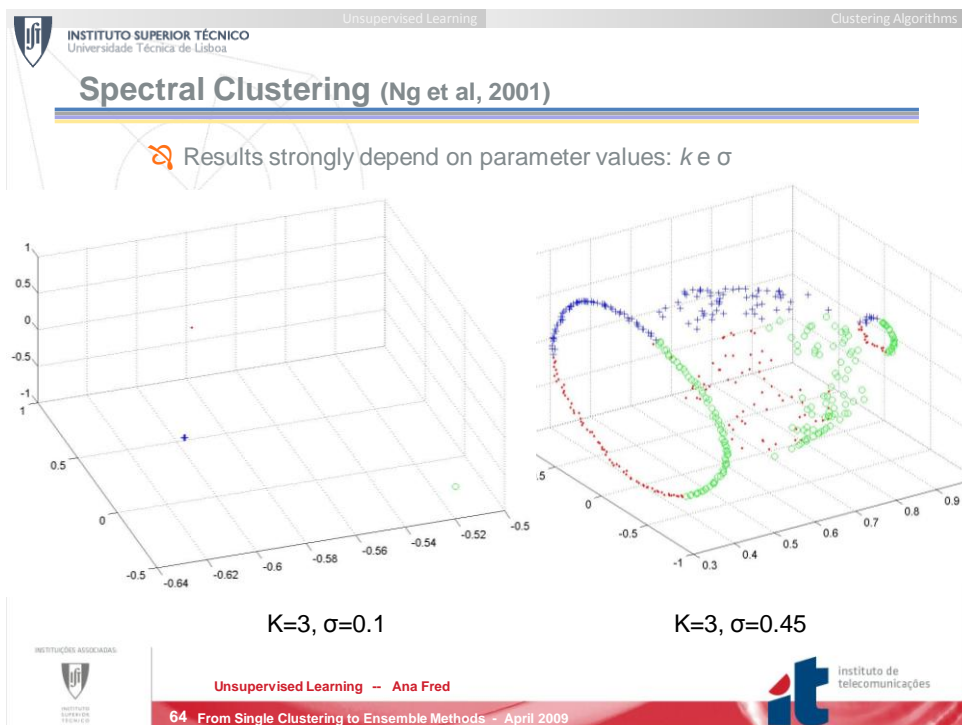 Unsupervised Learning
Clustering Algorithms
INSTITUTO SUPERIOR TÉCNICO
Universidade Técnica de Lisboa
Spectral Clustering (Ng et al, 2001)
Results strongly depend on parameter values: k e σ
1
0.5
0
-0.5
-1
1
0.5
0
-0.5
-0.64
-0.62
-0.6
-0.58
-0.56
-0.54
-0.52
-0.5
.5
0
-0.5
-1
0.3
0.4
0.5
0.6
0.7
0.8
0.9
K=3, σ=0.1
K=3, σ=0.45
INSTITUIÇÕES ASSOCIADAS:
INSTITUTO
SUPERIOR
TÉCNICO
Unsupervised Learning -- Ana Fred
64 From Single Clustering to Ensemble Methods - April 2009
it
instituto de
telecomunicações